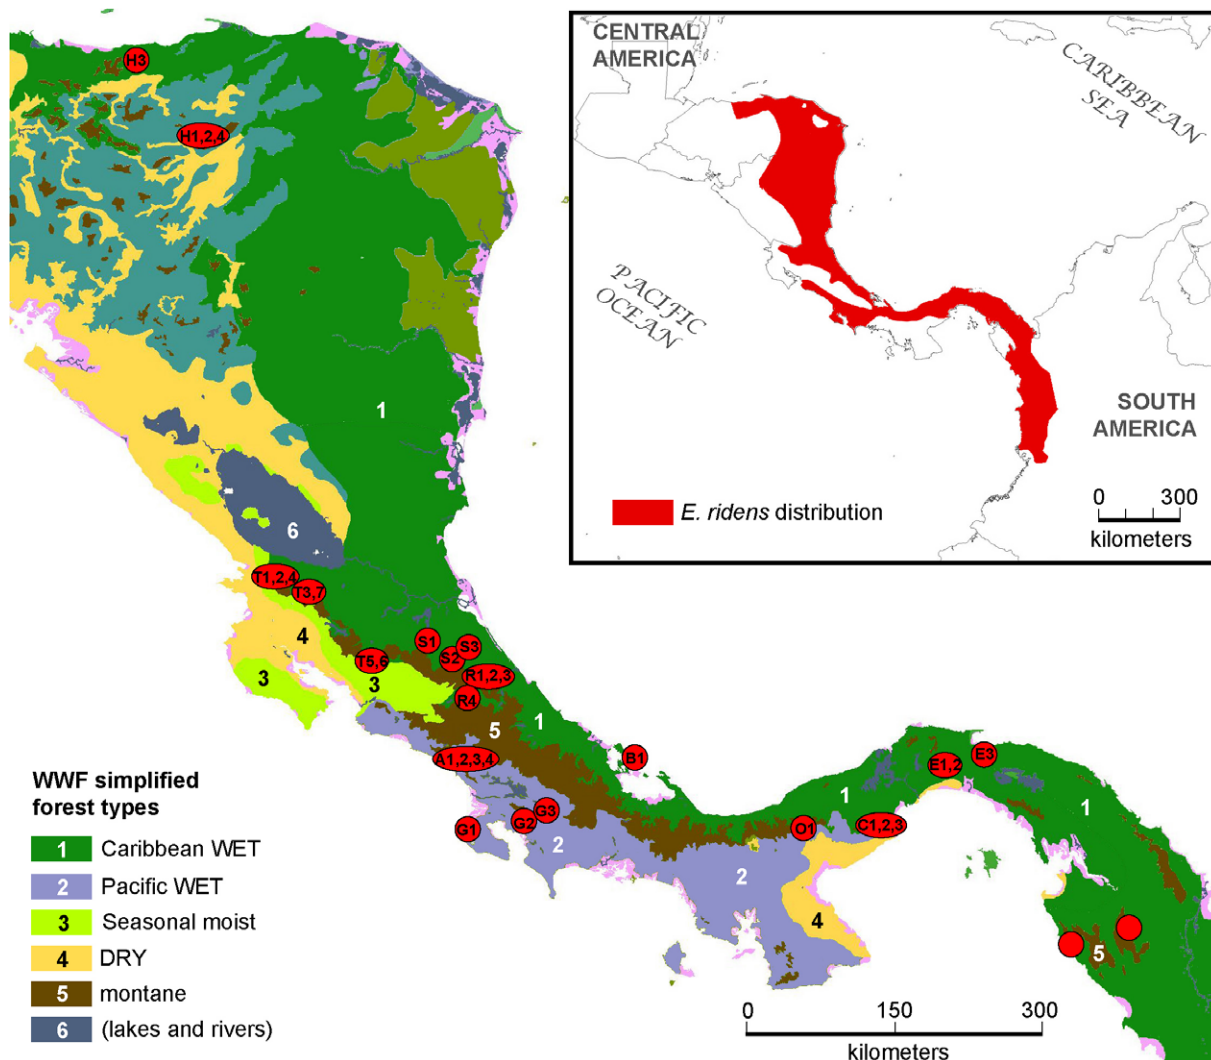 CENTRAL
AMERICA
CARIBBEAN
SEA
PACIFIC
OCEAN
SOUTH
AMERICA
E. ridens distribution
0 300
kilometers
H3
H1,2,4
1
6
T1,2,4
T3,7
4
3
T5,6
3
S1
S2
S3
R1,2,3
R4
1
5
A1,2,3,4
B1
G1
G2
G3
2
O1
C1,2,3
1
E1,2
E3
1
2
4
5
WWF simplified
forest types
1 Caribbean WET
2 Pacific WET
3 Seasonal moist
4 DRY
5 montane
6 (lakes and rivers)
0 150 300
kilometers